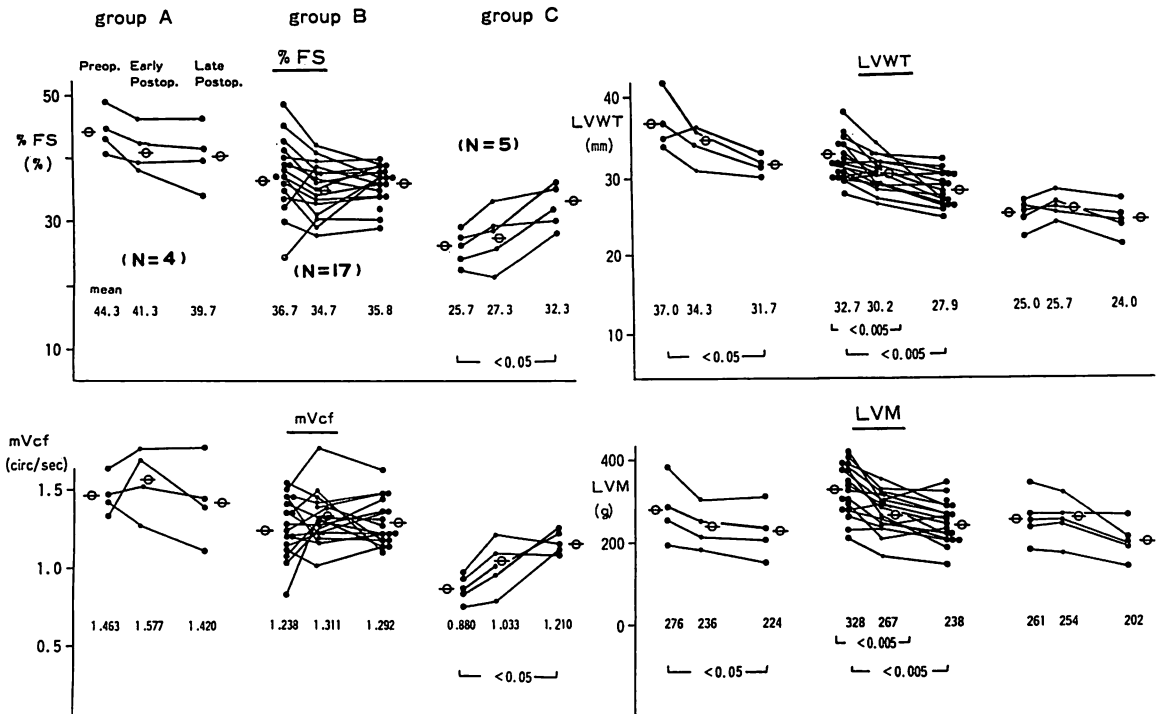 group A group B group C
% FS
Preop. Early Postop. Late Postop.
50
% FS
(%)
30
10
(N=4)
(N=17)
(N=5)
mean
44.3 41.3 39.7
36.7 34.7 35.8
25.7 27.3 32.3
<0.05
LVWT
40
LVWT
(mm)
30
20
10
37.0 34.3 31.7
32.7 30.2 27.9
25.0 25.7 24.0
<0.005
<0.05
<0.005
mVcf
mVcf
(circ/sec)
1.5
1.0
0.5
1.463 1.577 1.420
1.238 1.311 1.292
0.880 1.033 1.210
<0.05
LVM
400
LVM
(g)
200
0
276 236 224
328 267 238
261 254 202
<0.005
<0.05
<0.005